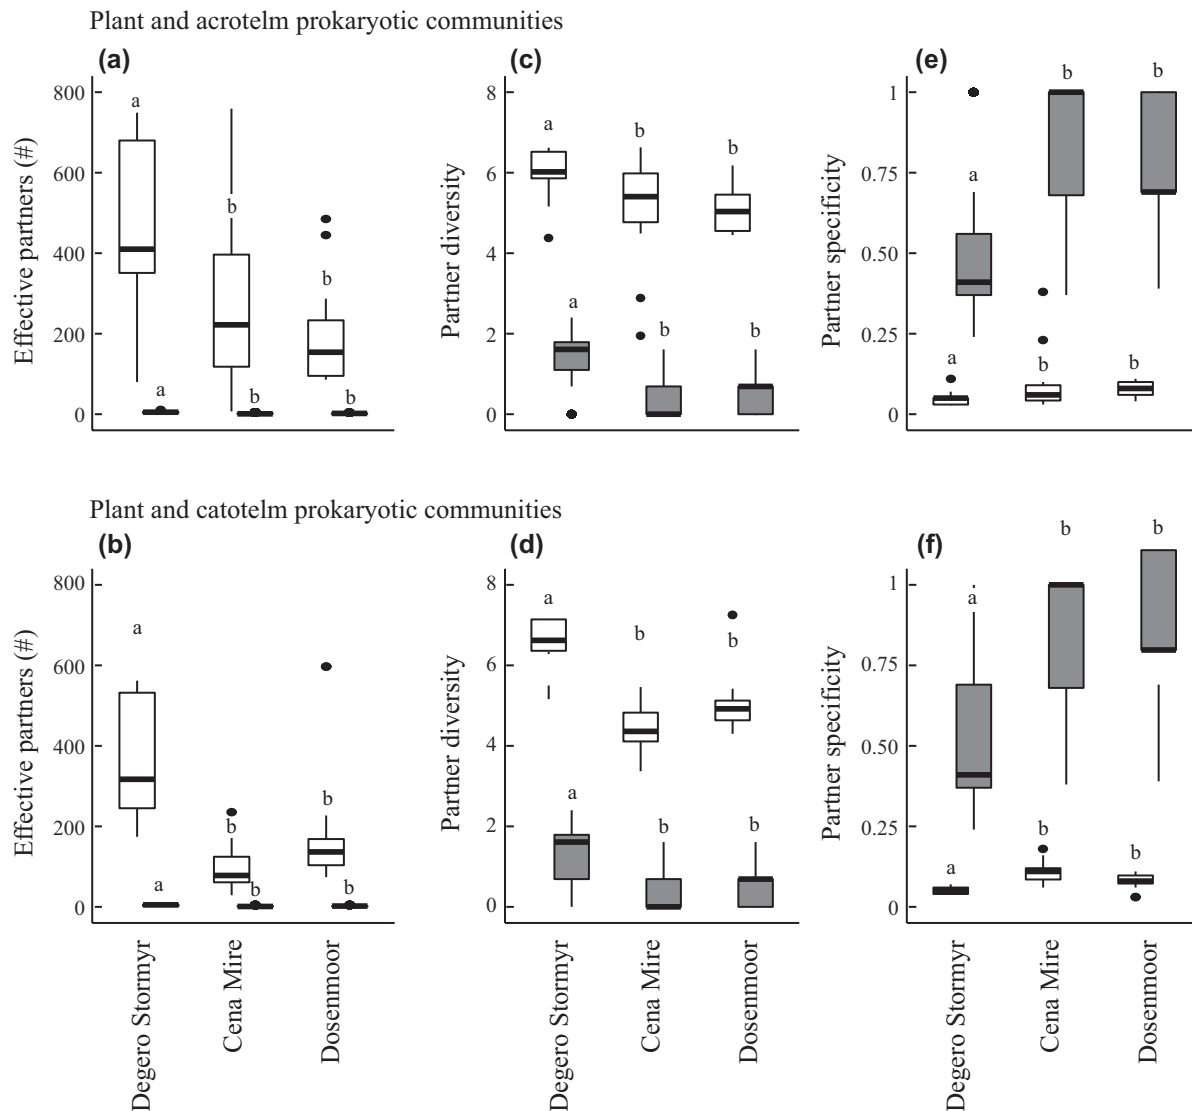 Plant and acrotelm prokaryotic communities
(a)
Effective partners (#)
800
600
400
200
0
a
b
b
a
b
b
(c)
Partner diversity
8
6
4
2
0
a
b
b
a
b
b
(e)
Partner specificity
1
0.75
0.50
0.25
0
a
b
b
a
b
b
Plant and catotelm prokaryotic communities
(b)
Effective partners (#)
800
600
400
200
0
a
b
b
a
b
b
Degero Stormyr
Cena Mire
Dosenmoor
(d)
Partner diversity
8
6
4
2
0
a
b
b
a
b
b
Degero Stormyr
Cena Mire
Dosenmoor
(f)
Partner specificity
1
0.75
0.50
0.25
0
a
b
b
a
b
b
Degero Stormyr
Cena Mire
Dosenmoor